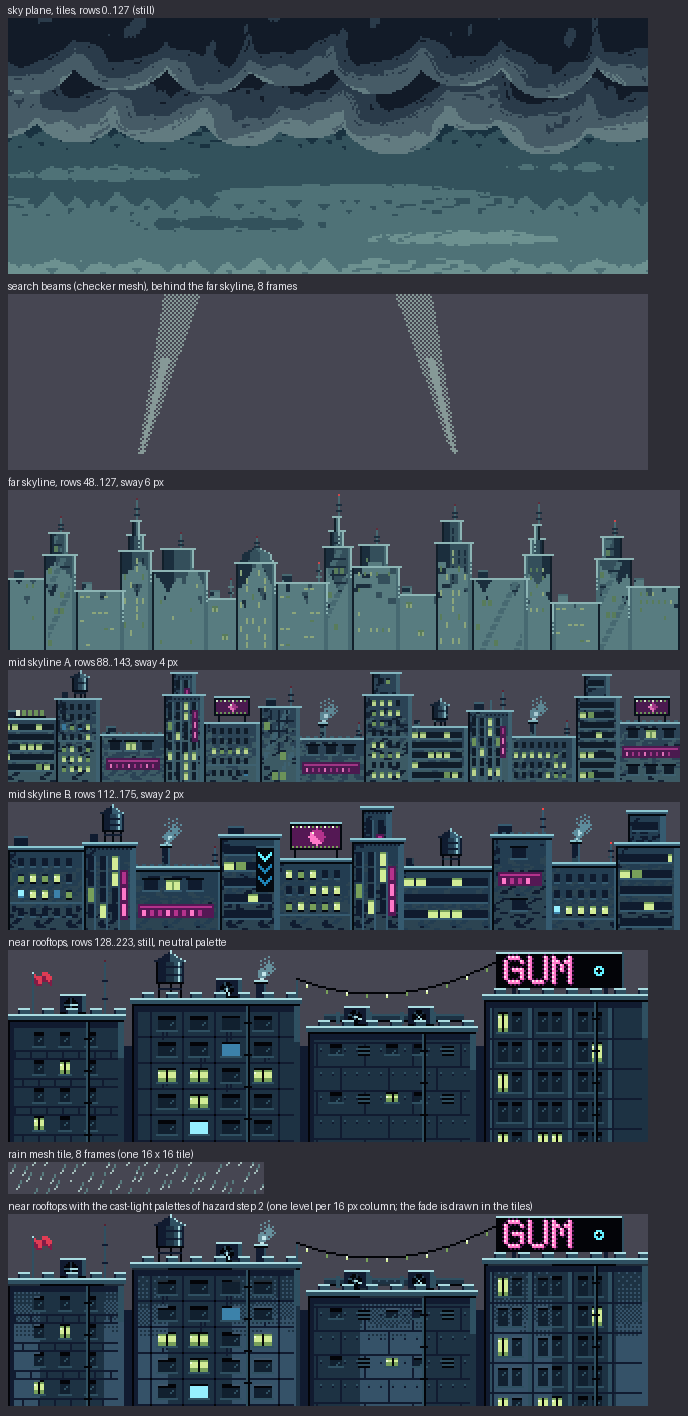 sky plane, tiles, rows 0..127 (still)
search beams (checker mesh), behind the far skyline, 8 frames
far skyline, rows 48..127, sway 6 px
mid skyline A, rows 88..143, sway 4 px
mid skyline B, rows 112..175, sway 2 px
near rooftops, rows 128..223, still, neutral palette
GUM
rain mesh tile, 8 frames (one 16 x 16 tile)
near rooftops with the cast-light palettes of hazard step 2 (one level per 16 px column; the fade is drawn in the tiles)
GUM